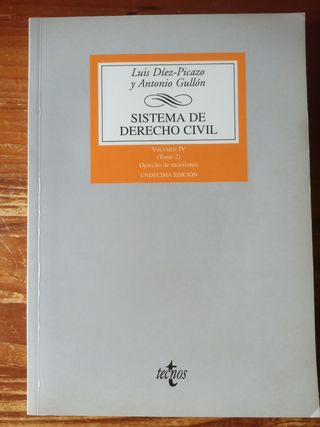 Luis Díez-Picazo
y Antonio Gullón
SISTEMA DE
DERECHO CIVIL
VOLUMEN IV
(Tomo 2)
Derecho de sucesiones
UNDÉCIMA EDICIÓN
tecnos